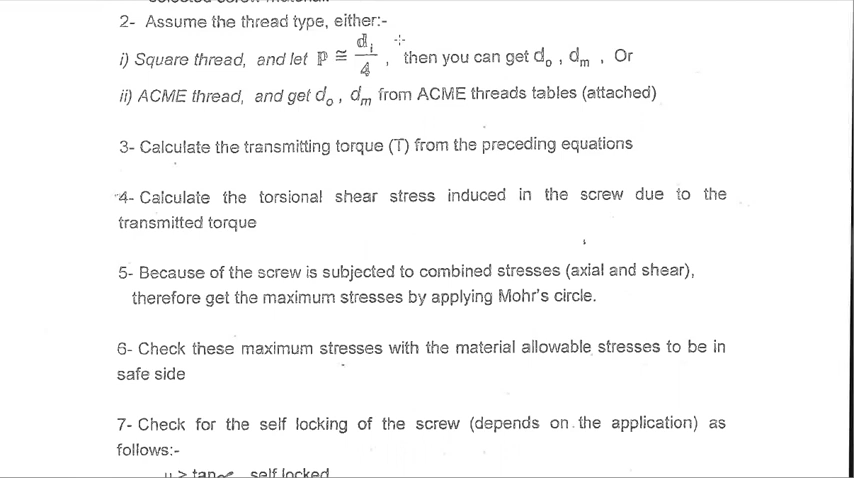 2- Assume the thread type, either:-
i) Square thread, and let p ≅ dᵢ/4 , then you can get dₒ , dₘ , Or
ii) ACME thread, and get dₒ , dₘ from ACME threads tables (attached)
3- Calculate the transmitting torque (T) from the preceding equations
4- Calculate the torsional shear stress induced in the screw due to the
transmitted torque
5- Because of the screw is subjected to combined stresses (axial and shear),
therefore get the maximum stresses by applying Mohr's circle.
6- Check these maximum stresses with the material allowable stresses to be in
safe side
7- Check for the self locking of the screw (depends on the application) as
follows:-
μ > tan∝ self locked